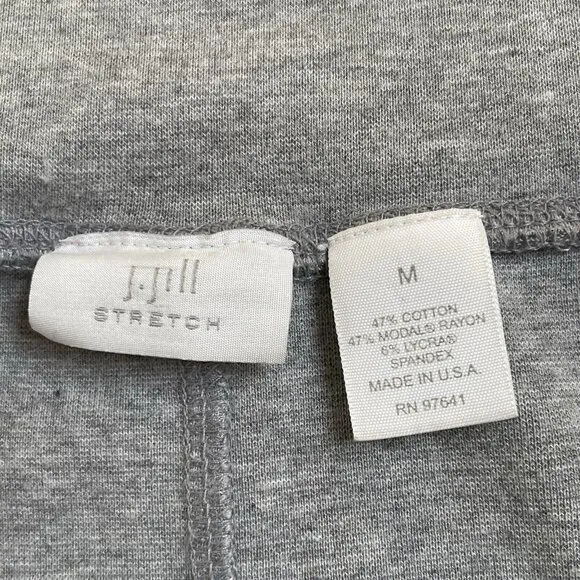 j.jill
STRETCH
M
47% COTTON
47% MODAL® RAYON
6% LYCRA®
SPANDEX
MADE IN U.S.A.
RN 97641